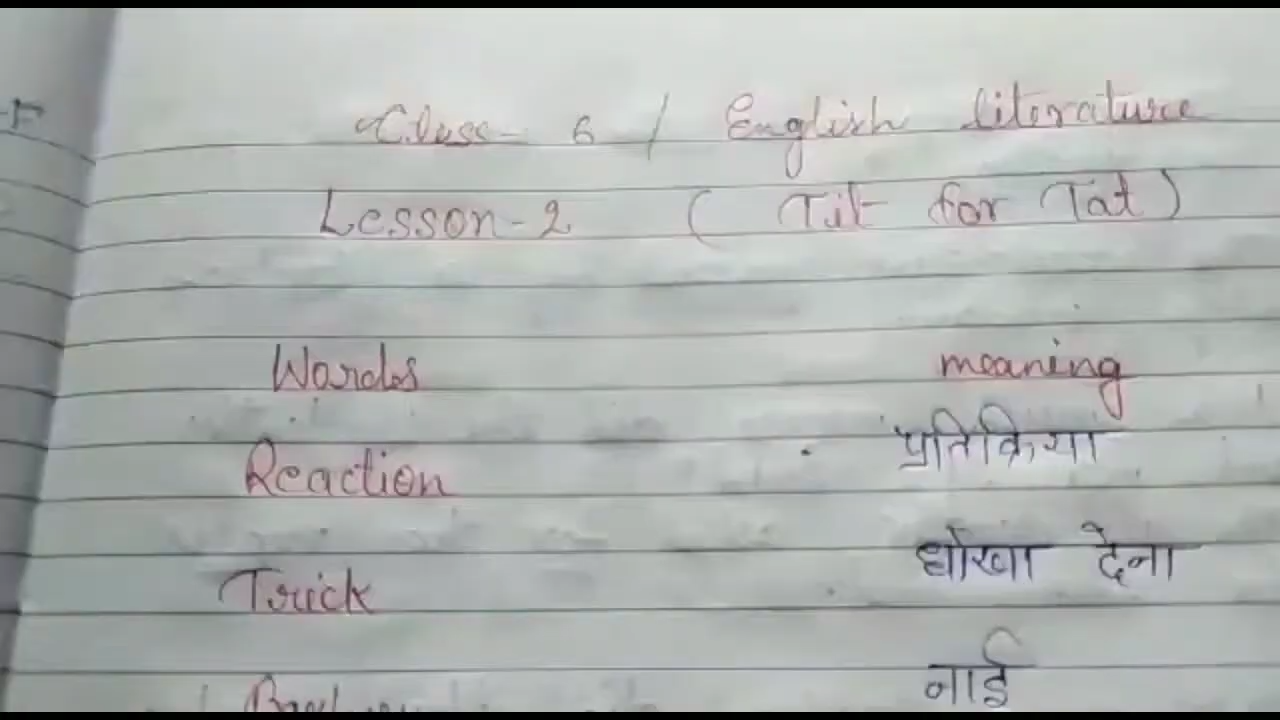 Class - 6 / English literature
Lesson - 2 ( Tit for Tat )
Words meaning
Reaction प्रतिक्रिया
Trick धोखा देना
नाई